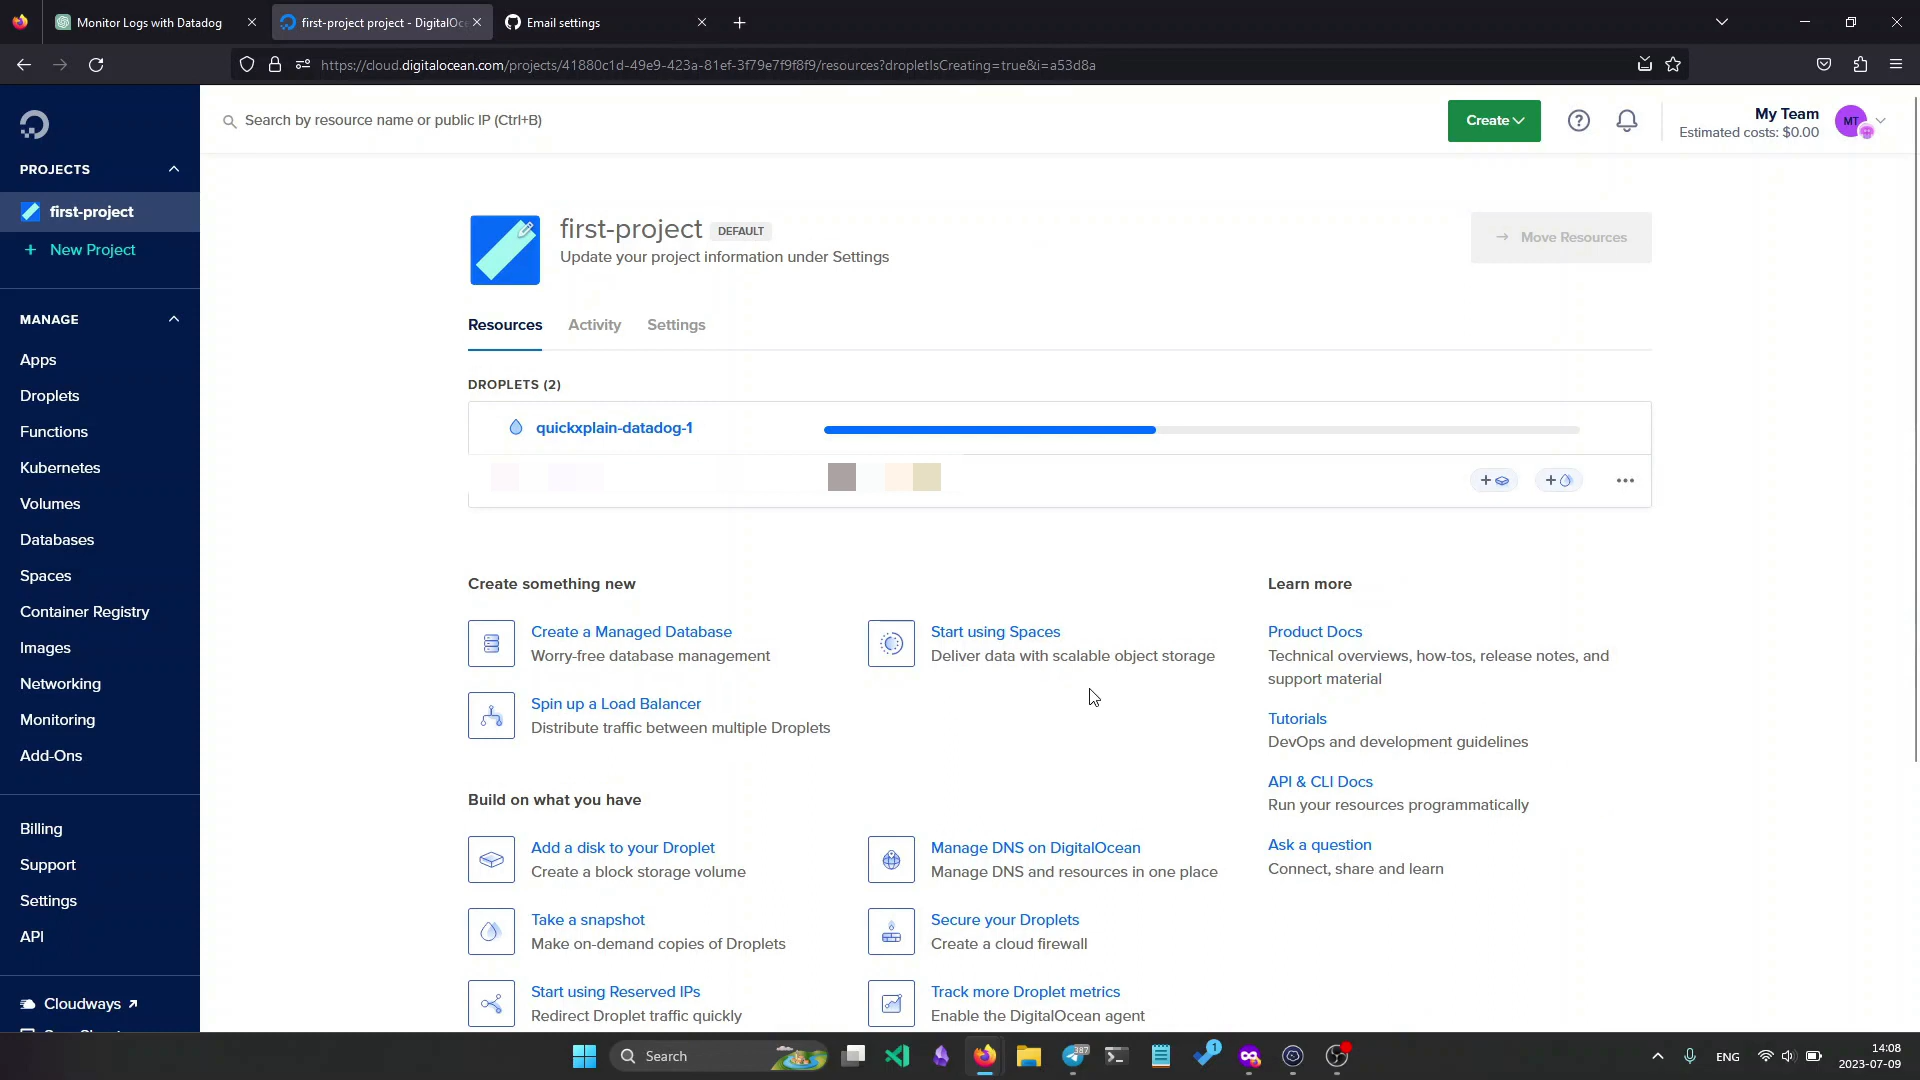 Monitor Logs with Datadog
first-project project - DigitalOc
Email settings
https://cloud.digitalocean.com/projects/41880c1d-49e9-423a-81ef-3f79e7f9f8f9/resources?dropletIsCreating=true&i=a53d8a
Search by resource name or public IP (Ctrl+B)
Create
My Team
Estimated costs: $0.00
MT
PROJECTS
first-project
+ New Project
MANAGE
Apps
Droplets
Functions
Kubernetes
Volumes
Databases
Spaces
Container Registry
Images
Networking
Monitoring
Add-Ons
Billing
Support
Settings
API
Cloudways
first-project DEFAULT
Update your project information under Settings
Move Resources
Resources Activity Settings
DROPLETS (2)
quickxplain-datadog-1
Create something new
Create a Managed Database
Worry-free database management
Start using Spaces
Deliver data with scalable object storage
Spin up a Load Balancer
Distribute traffic between multiple Droplets
Learn more
Product Docs
Technical overviews, how-tos, release notes, and
support material
Tutorials
DevOps and development guidelines
API & CLI Docs
Run your resources programmatically
Ask a question
Connect, share and learn
Build on what you have
Add a disk to your Droplet
Create a block storage volume
Manage DNS on DigitalOcean
Manage DNS and resources in one place
Take a snapshot
Make on-demand copies of Droplets
Secure your Droplets
Create a cloud firewall
Start using Reserved IPs
Redirect Droplet traffic quickly
Track more Droplet metrics
Enable the DigitalOcean agent
Search
387
1
ENG
14:08
2023-07-09